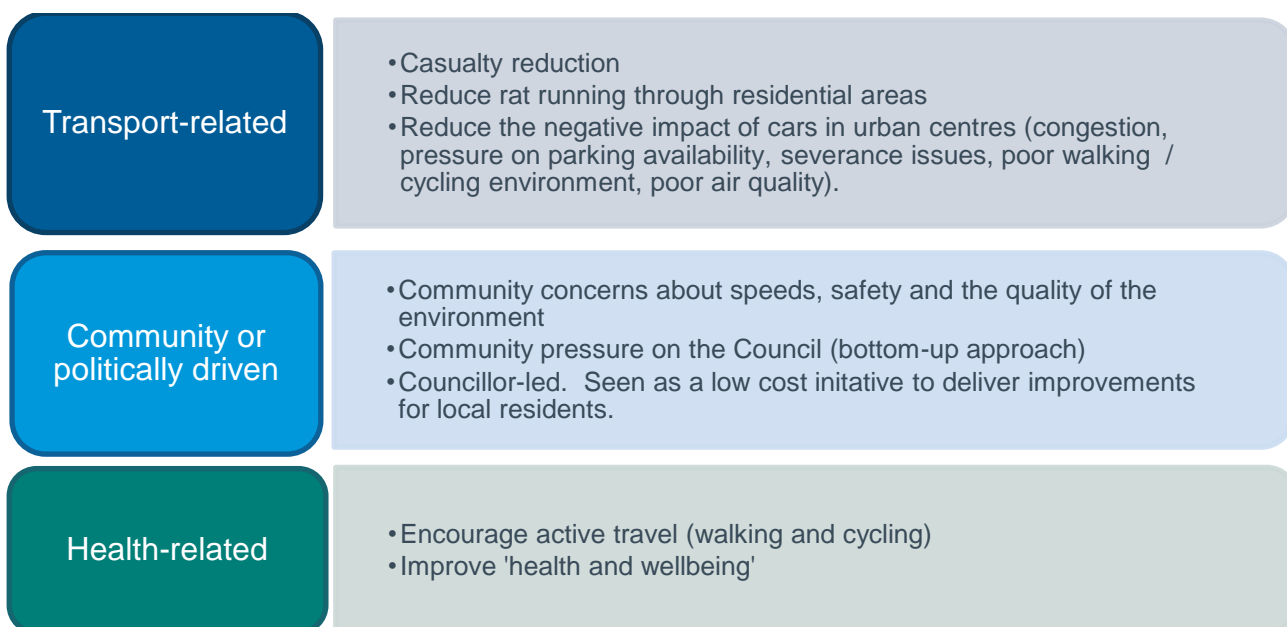 Transport-related
•Casualty reduction
•Reduce rat running through residential areas
•Reduce the negative impact of cars in urban centres (congestion,
pressure on parking availability, severance issues, poor walking /
cycling environment, poor air quality).
Community or
politically driven
•Community concerns about speeds, safety and the quality of the
environment
•Community pressure on the Council (bottom-up approach)
•Councillor-led. Seen as a low cost initative to deliver improvements
for local residents.
Health-related
•Encourage active travel (walking and cycling)
•Improve 'health and wellbeing'